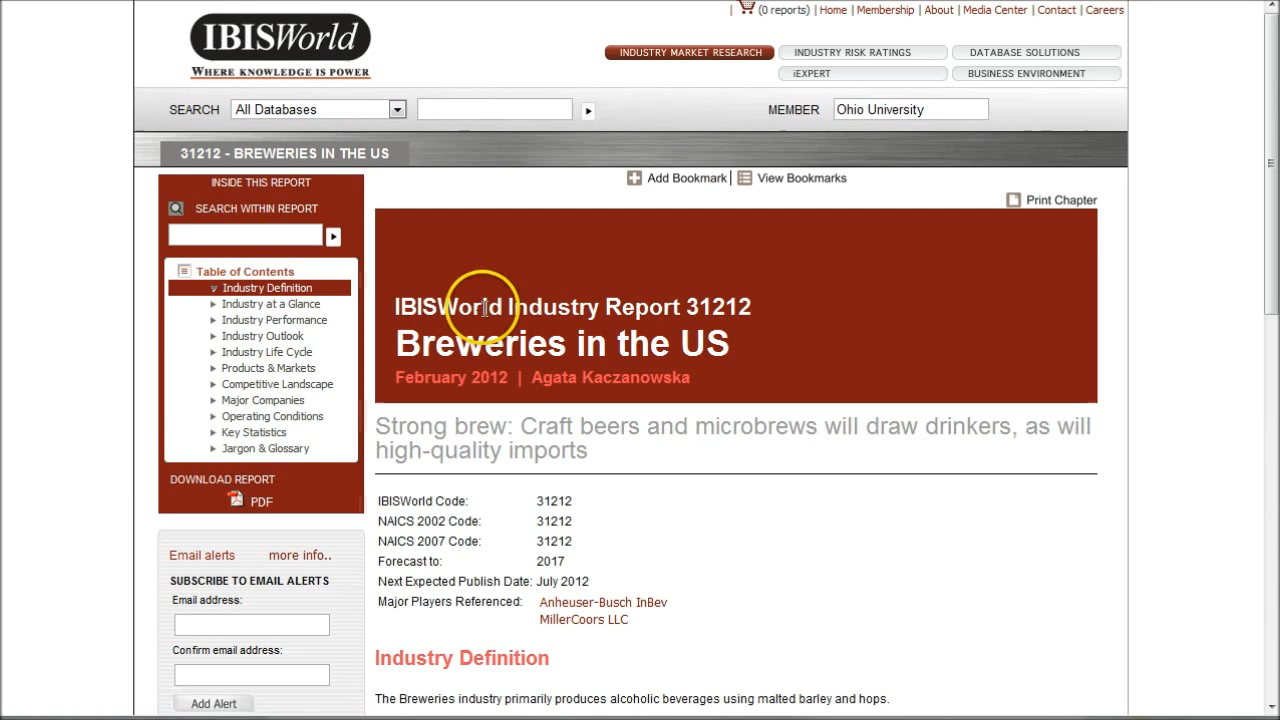 | (0 reports) | Home | Membership | About | Media Center | Contact | Careers
IBISWorld
WHERE KNOWLEDGE IS POWER
INDUSTRY MARKET RESEARCH
INDUSTRY RISK RATINGS
DATABASE SOLUTIONS
iEXPERT
BUSINESS ENVIRONMENT
SEARCH
All Databases
MEMBER
Ohio University
31212 - BREWERIES IN THE US
INSIDE THIS REPORT
SEARCH WITHIN REPORT
Table of Contents
Industry Definition
Industry at a Glance
Industry Performance
Industry Outlook
Industry Life Cycle
Products & Markets
Competitive Landscape
Major Companies
Operating Conditions
Key Statistics
Jargon & Glossary
DOWNLOAD REPORT
PDF
Email alerts
more info..
SUBSCRIBE TO EMAIL ALERTS
Email address:
Confirm email address:
Add Alert
Add Bookmark | View Bookmarks
Print Chapter
IBISWorld Industry Report 31212
Breweries in the US
February 2012 | Agata Kaczanowska
Strong brew: Craft beers and microbrews will draw drinkers, as will
high-quality imports
IBISWorld Code: 31212
NAICS 2002 Code: 31212
NAICS 2007 Code: 31212
Forecast to: 2017
Next Expected Publish Date: July 2012
Major Players Referenced: Anheuser-Busch InBev
MillerCoors LLC
Industry Definition
The Breweries industry primarily produces alcoholic beverages using malted barley and hops.